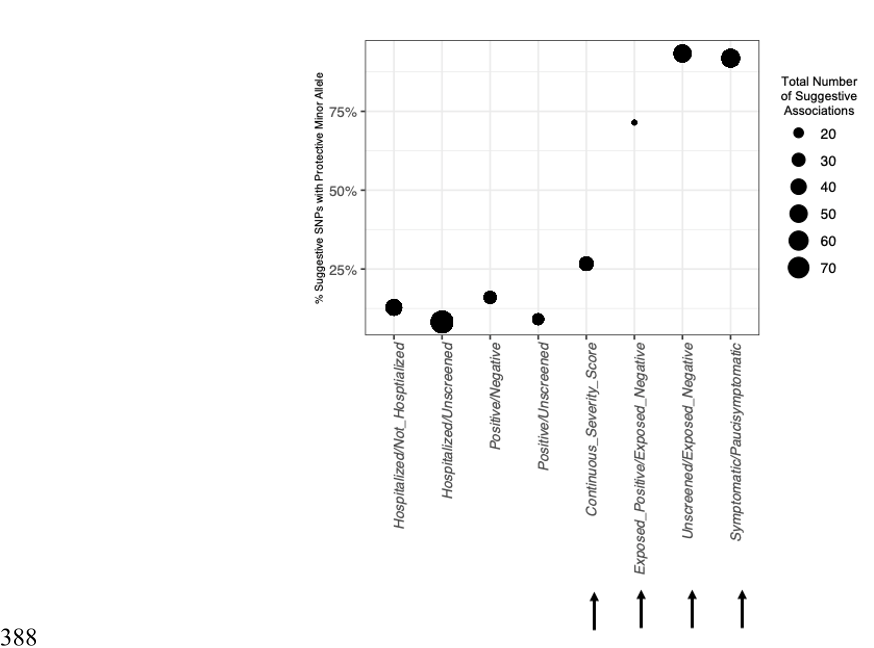 % Suggestive SNPs with Protective Minor Allele
75%
50%
25%
Hospitalized/Not_Hosptialized
Hospitalized/Unscreened
Positive/Negative
Positive/Unscreened
Continuous_Severity_Score
Exposed_Positive/Exposed_Negative
Unscreened/Exposed_Negative
Symptomatic/Paucisymptomatic
Total Number
of Suggestive
Associations
20
30
40
50
60
70
388